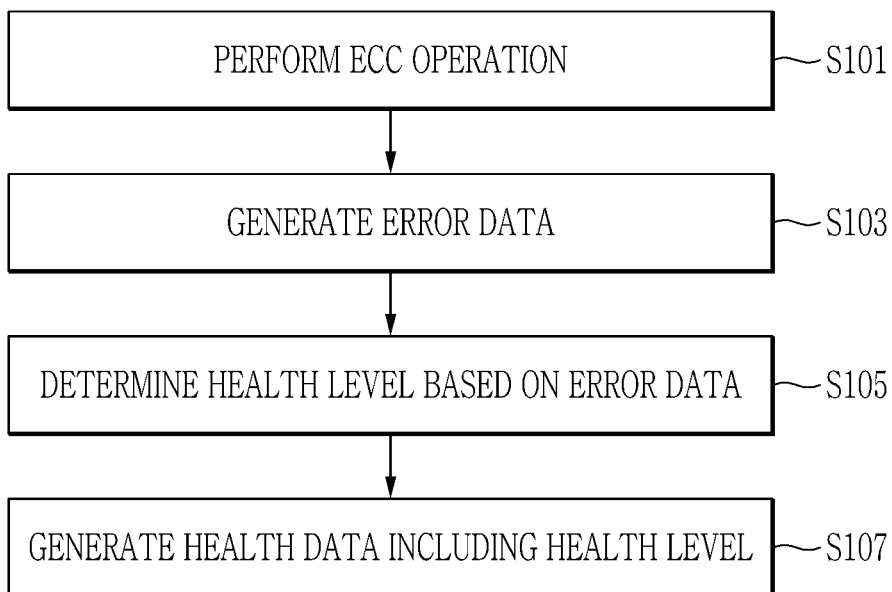 PERFORM ECC OPERATION
S101
GENERATE ERROR DATA
S103
DETERMINE HEALTH LEVEL BASED ON ERROR DATA
S105
GENERATE HEALTH DATA INCLUDING HEALTH LEVEL
S107